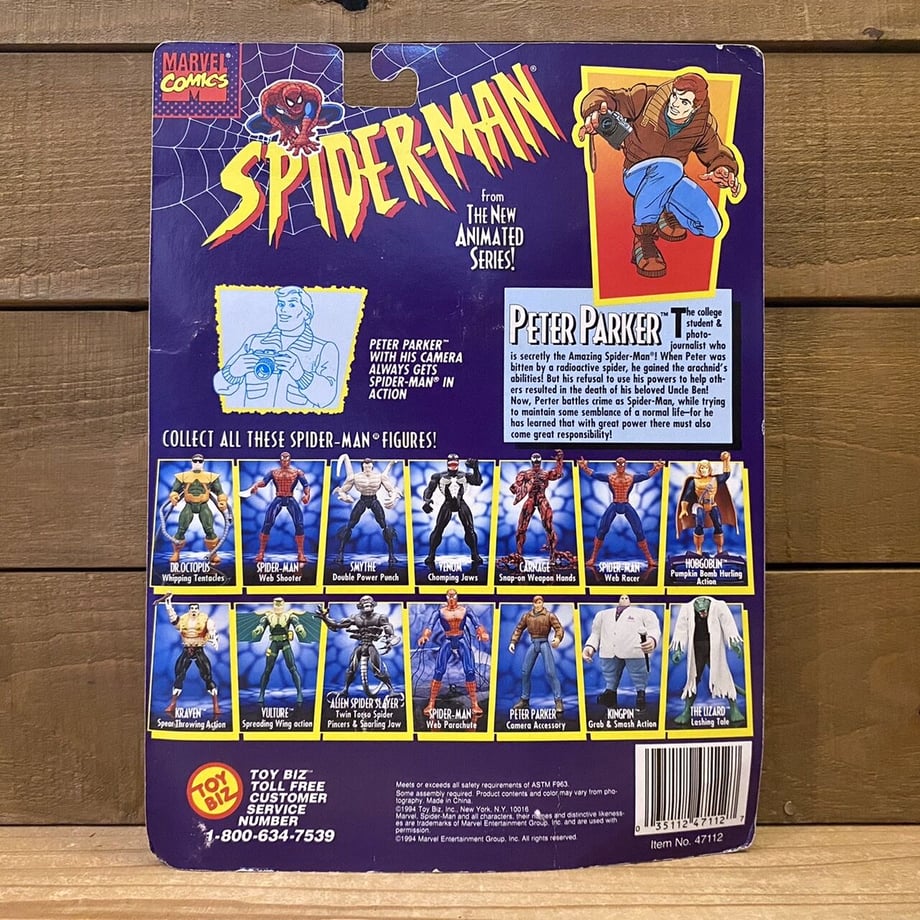 MARVEL®
COMICS
M
SPIDER-MAN®
from
THE NEW
ANIMATED
SERIES!
PETER PARKER™
WITH HIS CAMERA
ALWAYS GETS
SPIDER-MAN® IN
ACTION
PETER PARKER™ The college
student &
photo-
journalist who
is secretly the Amazing Spider-Man®! When Peter was
bitten by a radioactive spider, he gained the arachnid's
abilities! But his refusal to use his powers to help oth-
ers resulted in the death of his beloved Uncle Ben!
Now, Perter battles crime as Spider-Man, while trying
to maintain some semblance of a normal life—for he
has learned that with great power there must also
come great responsibility!
COLLECT ALL THESE SPIDER-MAN® FIGURES!
DR. OCTOPUS
Whipping Tentacles
SPIDER-MAN
Web Shooter
SMYTHE
Double Power Punch
VENOM
Chomping Jaws
CARNAGE
Snap-on Weapon Hands
SPIDER-MAN
Web Racer
HOBGOBLIN
Pumpkin Bomb Hurling
Action
KRAVEN™
Spear Throwing Action
VULTURE™
Spreading Wing action
ALIEN SPIDER SLAYER™
Twin Torso Spider
Pincers & Snarling Jaw
SPIDER-MAN
Web Parachute
PETER PARKER™
Camera Accessory
KINGPIN™
Grab & Smash Action
THE LIZARD™
Lashing Tale
TOY
BIZ
TOY BIZ™
TOLL FREE
CUSTOMER
SERVICE
NUMBER
1-800-634-7539
Meets or exceeds all safety requirements of ASTM F963.
Some assembly required. Product contents and color may vary from pho-
tography. Made in China.
©1994 Toy Biz, Inc., New York, N.Y. 10016
Marvel, Spider-Man and all characters, their names and distinctive likeness-
es are trademarks of Marvel Entertainment Group, Inc. and are used with
permission.
©1994 Marvel Entertainment Group, Inc. All rights reserved.
0 35112 47112 7
Item No. 47112